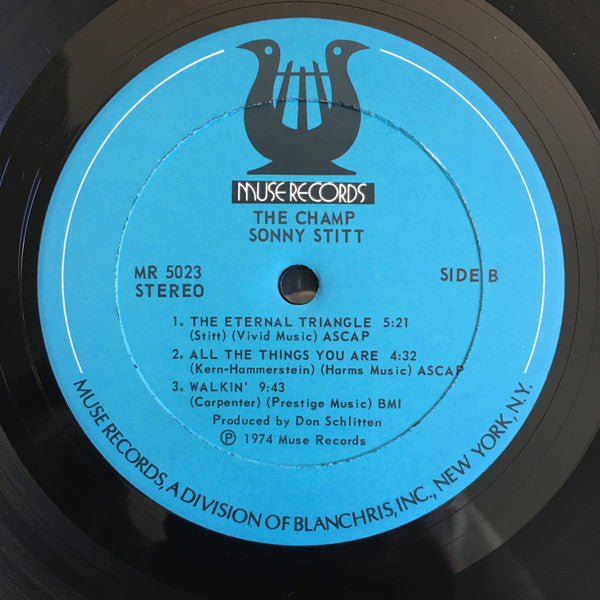 MUSE RECORDS
THE CHAMP
SONNY STITT
MR 5023
STEREO
SIDE B
1. THE ETERNAL TRIANGLE 5:21
(Stitt) (Vivid Music) ASCAP
2. ALL THE THINGS YOU ARE 4:32
(Kern-Hammerstein) (Harms Music) ASCAP
3. WALKIN' 9:43
(Carpenter) (Prestige Music) BMI
Produced by Don Schlitten
℗ 1974 Muse Records
MUSE RECORDS, A DIVISION OF BLANCHRIS, INC., NEW YORK, N.Y.